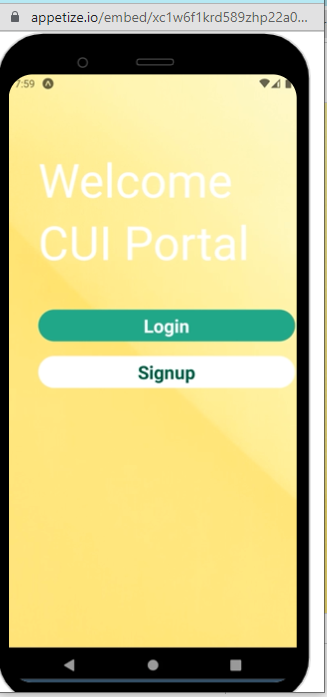 appetize.io/embed/xc1w6f1krd589zhp22a0...
7:59
Welcome
CUI Portal
Login
Signup